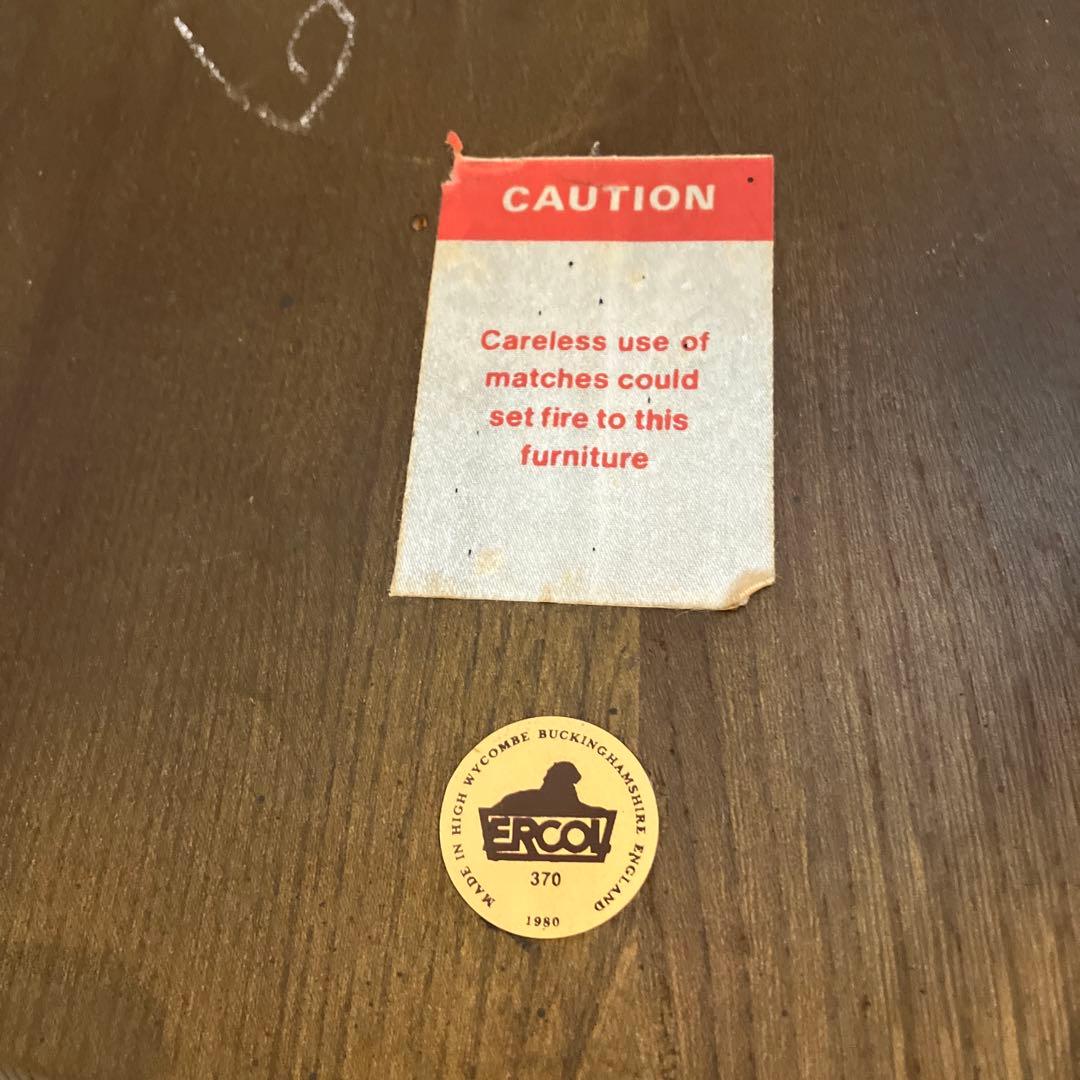 CAUTION
Careless use of
matches could
set fire to this
furniture
MADE IN HIGH WYCOMBE BUCKINGHAMSHIRE ENGLAND
ERCOL
370
1980